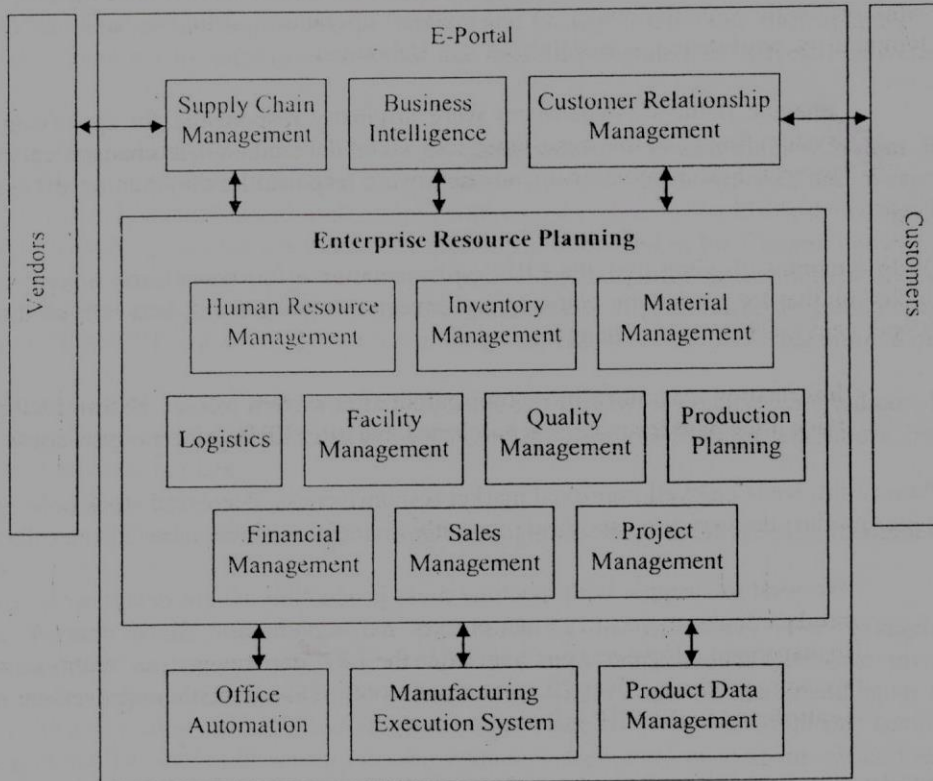 E-Portal
Supply Chain
Management
Business
Intelligence
Customer Relationship
Management
Vendors
Customers
Enterprise Resource Planning
Human Resource
Management
Inventory
Management
Material
Management
Logistics
Facility
Management
Quality
Management
Production
Planning
Financial
Management
Sales
Management
Project
Management
Office
Automation
Manufacturing
Execution System
Product Data
Management